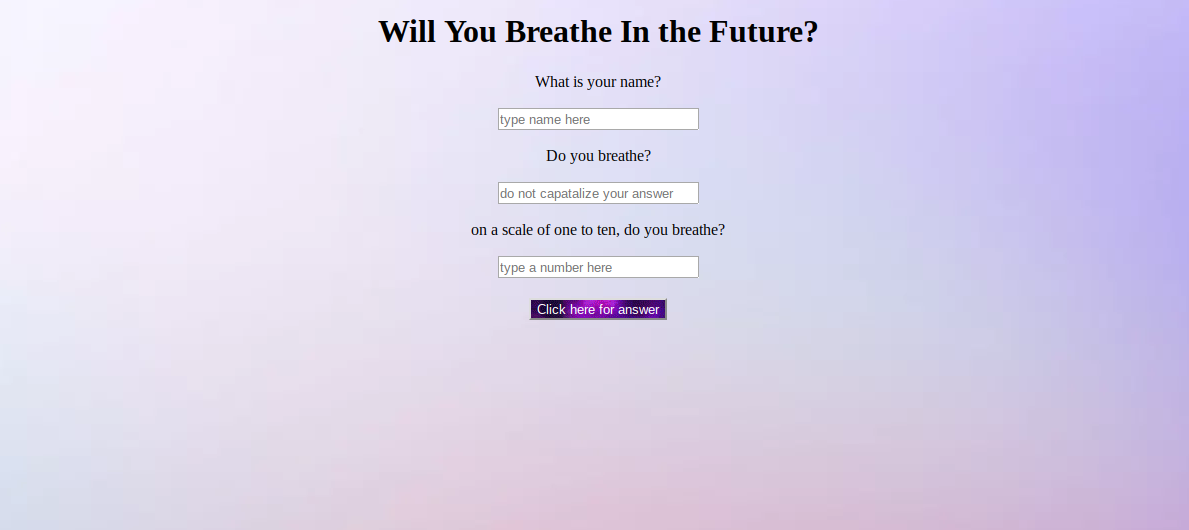 Will You Breathe In the Future?
What is your name?
type name here
Do you breathe?
do not capatalize your answer
on a scale of one to ten, do you breathe?
type a number here
Click here for answer